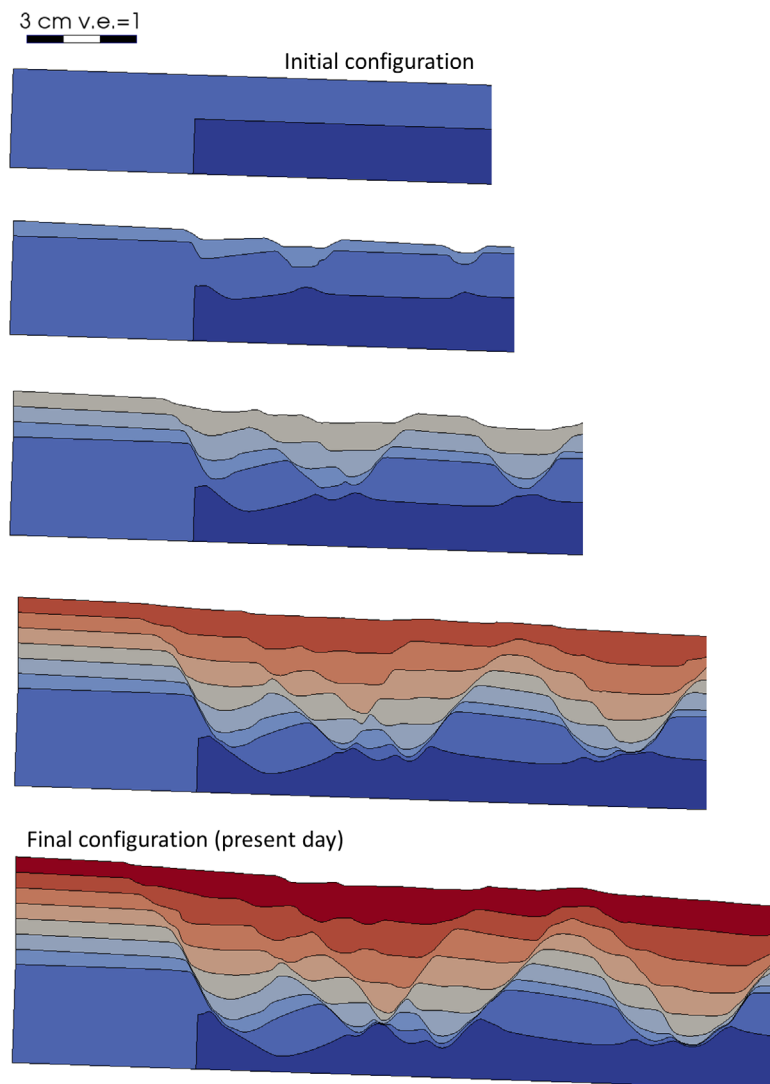 3 cm v.e.=1
Initial configuration
Final configuration (present day)